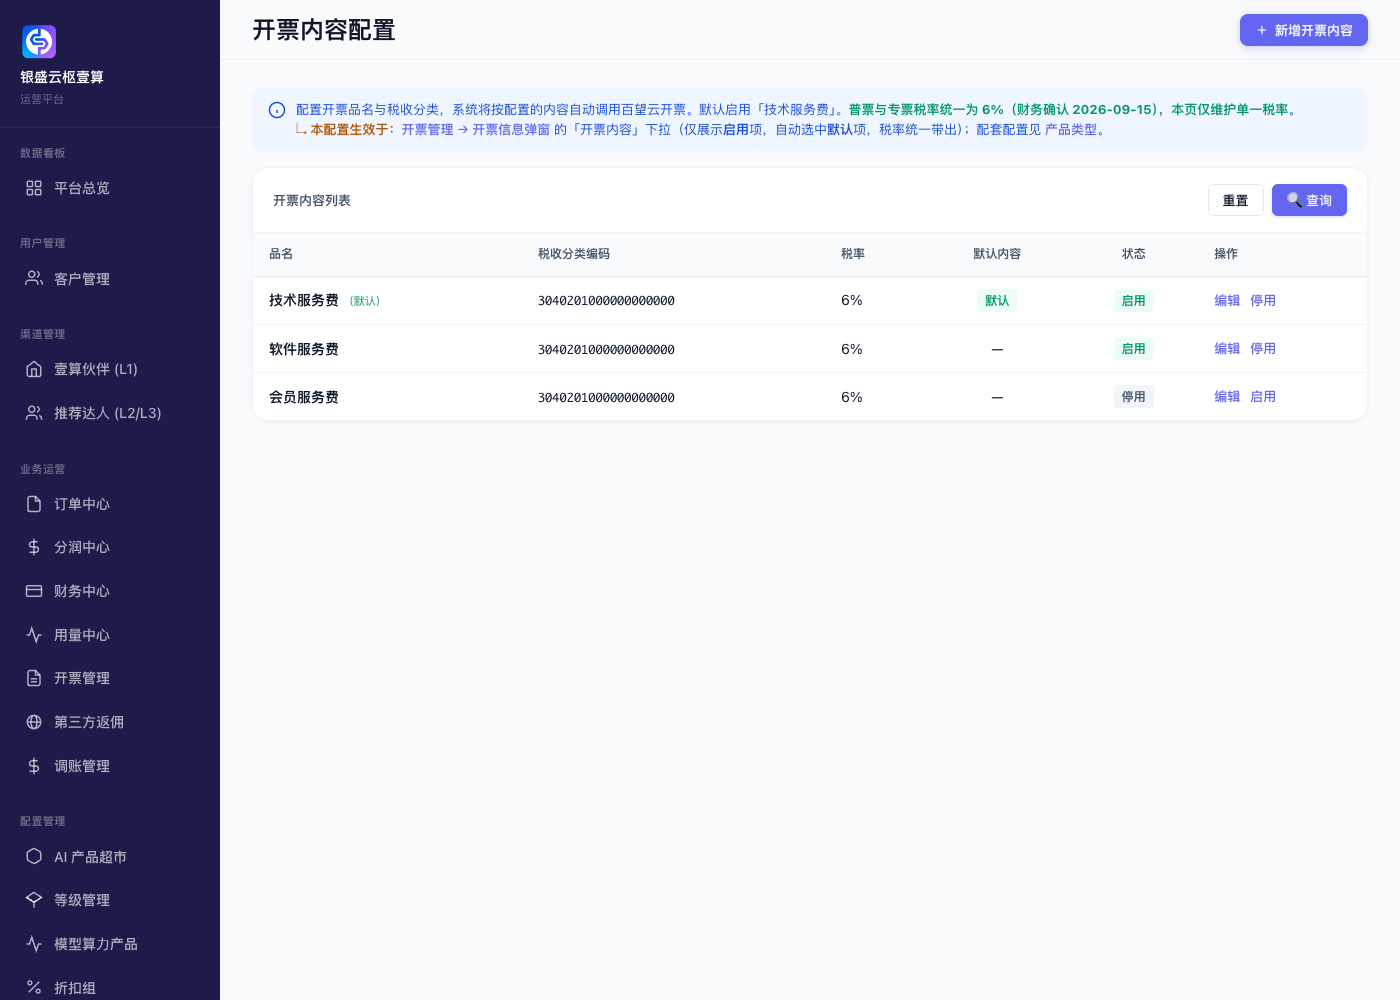 银盛云枢壹算
运营平台
数据看板
平台总览
用户管理
客户管理
渠道管理
壹算伙伴 (L1)
推荐达人 (L2/L3)
业务运营
订单中心
分润中心
财务中心
用量中心
开票管理
第三方返佣
调账管理
配置管理
AI 产品超市
等级管理
模型算力产品
折扣组
开票内容配置
+ 新增开票内容
配置开票品名与税收分类，系统将按配置的内容自动调用百望云开票。默认启用「技术服务费」。普票与专票税率统一为 6%（财务确认 2026-09-15），本页仅维护单一税率。
↳ 本配置生效于：开票管理 → 开票信息弹窗 的「开票内容」下拉（仅展示启用项，自动选中默认项，税率统一带出）；配套配置见 产品类型。
开票内容列表
重置
🔍 查询
品名 税收分类编码 税率 默认内容 状态 操作
技术服务费 (默认) 3040201000000000000 6% 默认 启用 编辑 停用
软件服务费 3040201000000000000 6% — 启用 编辑 停用
会员服务费 3040201000000000000 6% — 停用 编辑 启用